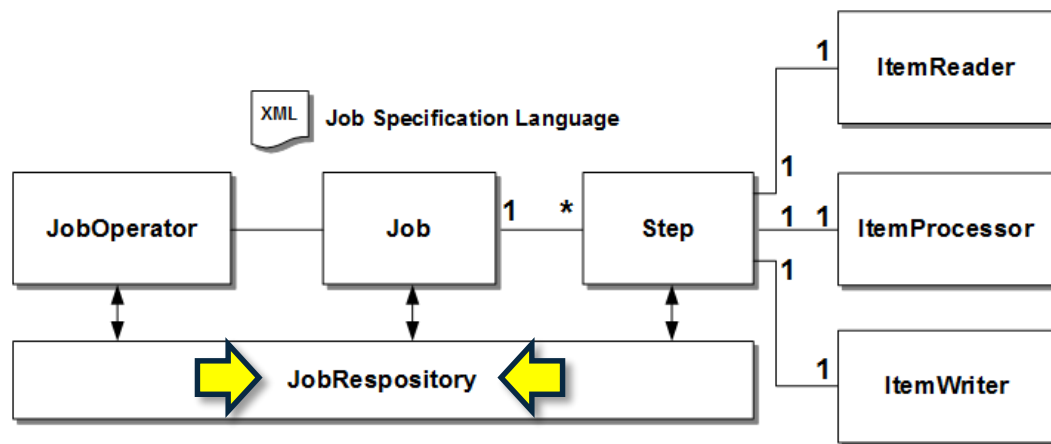 1
ItemReader
XML
Job Specification Language
1
JobOperator
Job
1
*
Step
1
1
ItemProcessor
1
JobRespository
1
ItemWriter